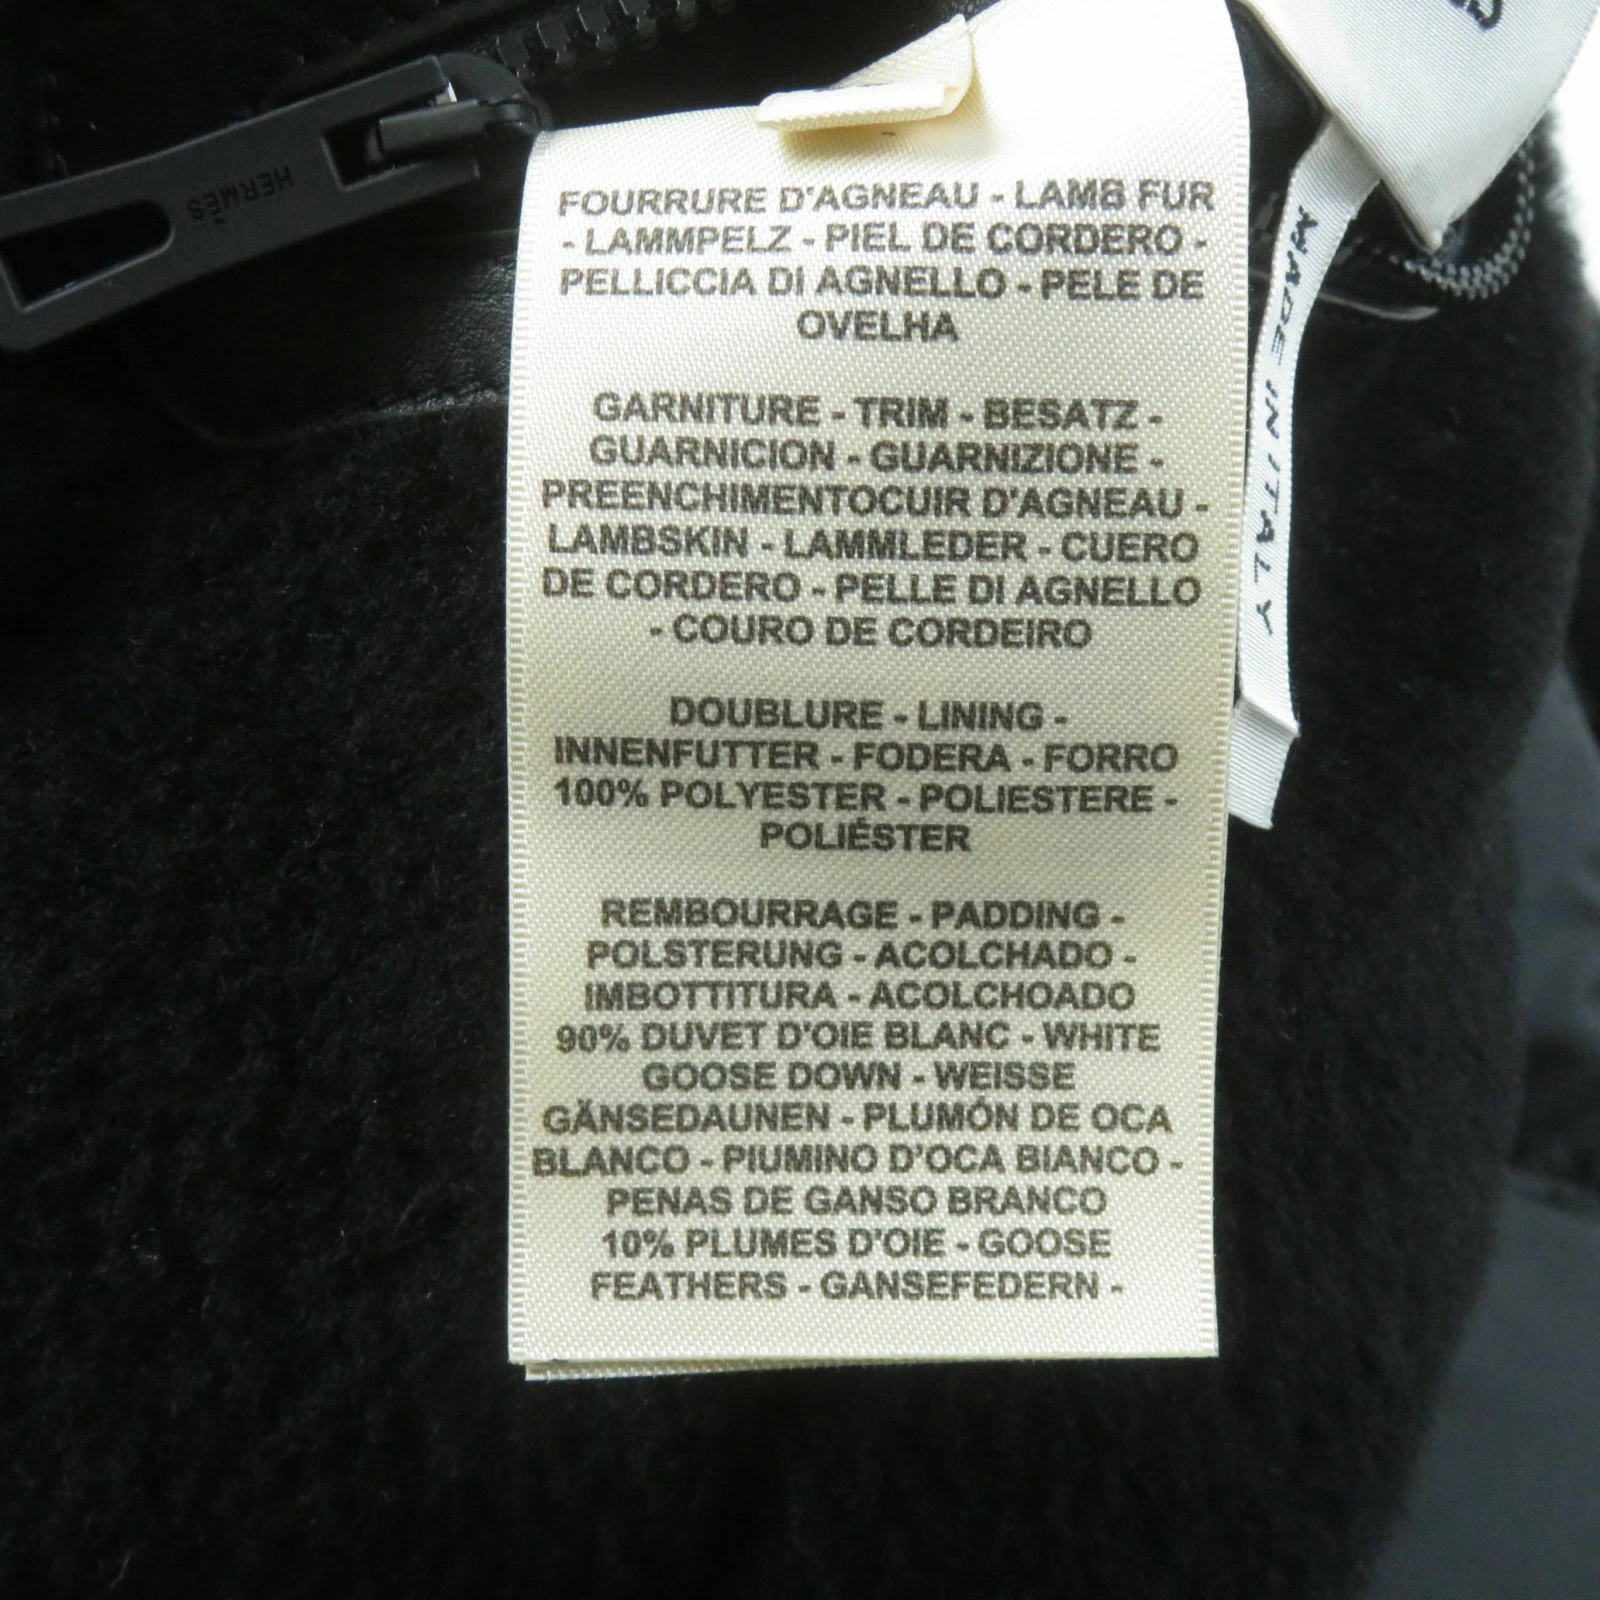 HERMÈS
FOURRURE D'AGNEAU - LAMB FUR
- LAMMPELZ - PIEL DE CORDERO -
PELLICCIA DI AGNELLO - PELE DE
OVELHA
GARNITURE - TRIM - BESATZ -
GUARNICION - GUARNIZIONE -
PREENCHIMENTOCUIR D'AGNEAU -
LAMBSKIN - LAMMLEDER - CUERO
DE CORDERO - PELLE DI AGNELLO
- COURO DE CORDEIRO
DOUBLURE - LINING -
INNENFUTTER - FODERA - FORRO
100% POLYESTER - POLIESTERE -
POLIÉSTER
REMBOURRAGE - PADDING -
POLSTERUNG - ACOLCHADO -
IMBOTTITURA - ACOLCHOADO
90% DUVET D'OIE BLANC - WHITE
GOOSE DOWN - WEISSE
GÄNSEDAUNEN - PLUMÓN DE OCA
BLANCO - PIUMINO D'OCA BIANCO -
PENAS DE GANSO BRANCO
10% PLUMES D'OIE - GOOSE
FEATHERS - GANSEFEDERN -
MADE IN ITALY